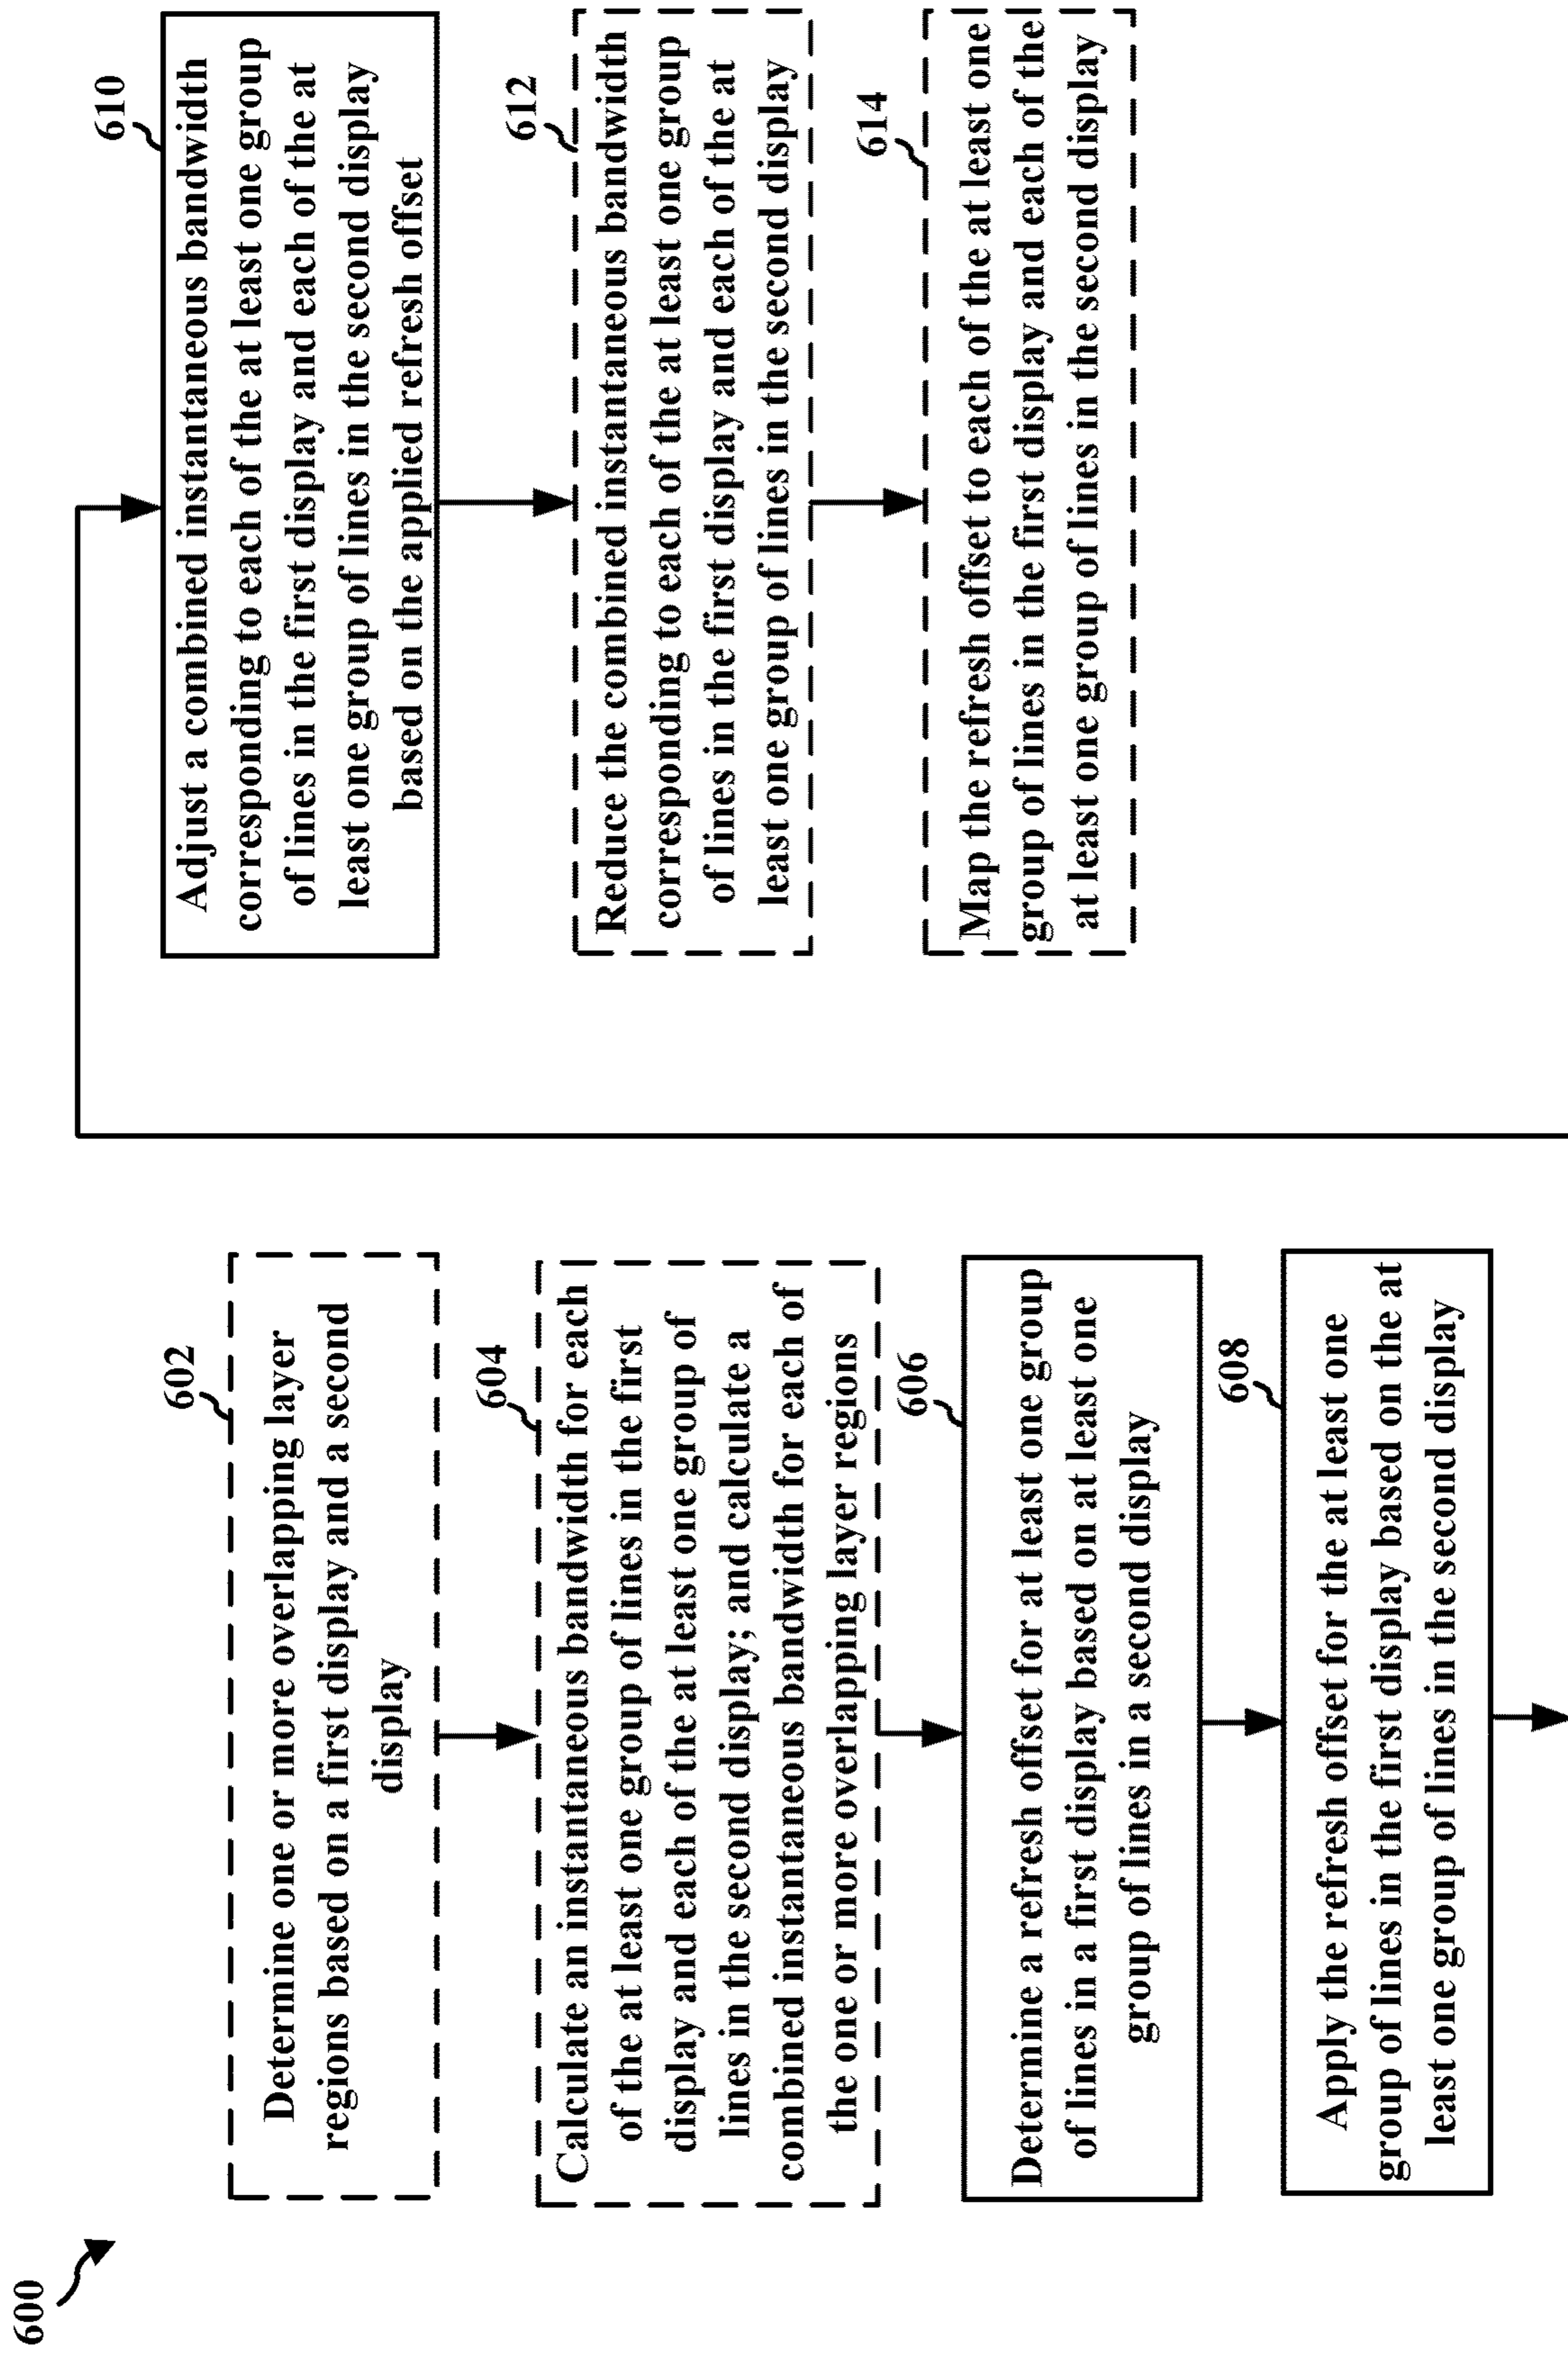 600
602
Determine one or more overlapping layer
regions based on a first display and a second
display
604
Calculate an instantaneous bandwidth for each
of the at least one group of lines in the first
display and each of the at least one group of
lines in the second display; and calculate a
combined instantaneous bandwidth for each of
the one or more overlapping layer regions
606
Determine a refresh offset for at least one group
of lines in a first display based on at least one
group of lines in a second display
608
Apply the refresh offset for the at least one
group of lines in the first display based on the at
least one group of lines in the second display
610
Adjust a combined instantaneous bandwidth
corresponding to each of the at least one group
of lines in the first display and each of the at
least one group of lines in the second display
based on the applied refresh offset
612
Reduce the combined instantaneous bandwidth
corresponding to each of the at least one group
of lines in the first display and each of the at
least one group of lines in the second display
614
Map the refresh offset to each of the at least one
group of lines in the first display and each of the
at least one group of lines in the second display